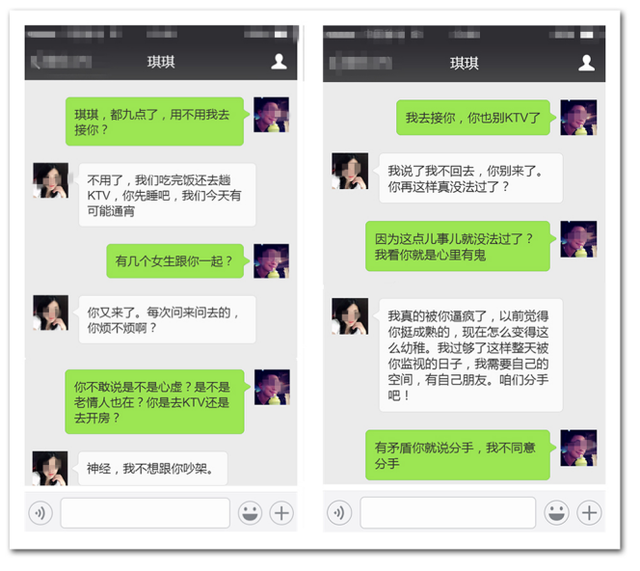 琪琪
琪琪，都九点了，用不用我去
接你？
不用了，我们吃完饭还去趟
KTV，你先睡吧，我们今天有
可能通宵
有几个女生跟你一起？
你又来了。每次问来问去的，
你烦不烦啊？
你不敢说是不是心虚？是不是
老情人也在？你是去KTV还是
去开房？
神经，我不想跟你吵架。
琪琪
我去接你，你也别KTV了
我说了我不回去，你别来了。
你再这样真没法过了？
因为这点儿事儿就没法过了？
我看你就是心里有鬼
我真的被你逼疯了，以前觉得
你挺成熟的，现在怎么变得这
么幼稚。我过够了这样整天被
你监视的日子，我需要自己的
空间，有自己朋友。咱们分手
吧！
有矛盾你就说分手，我不同意
分手